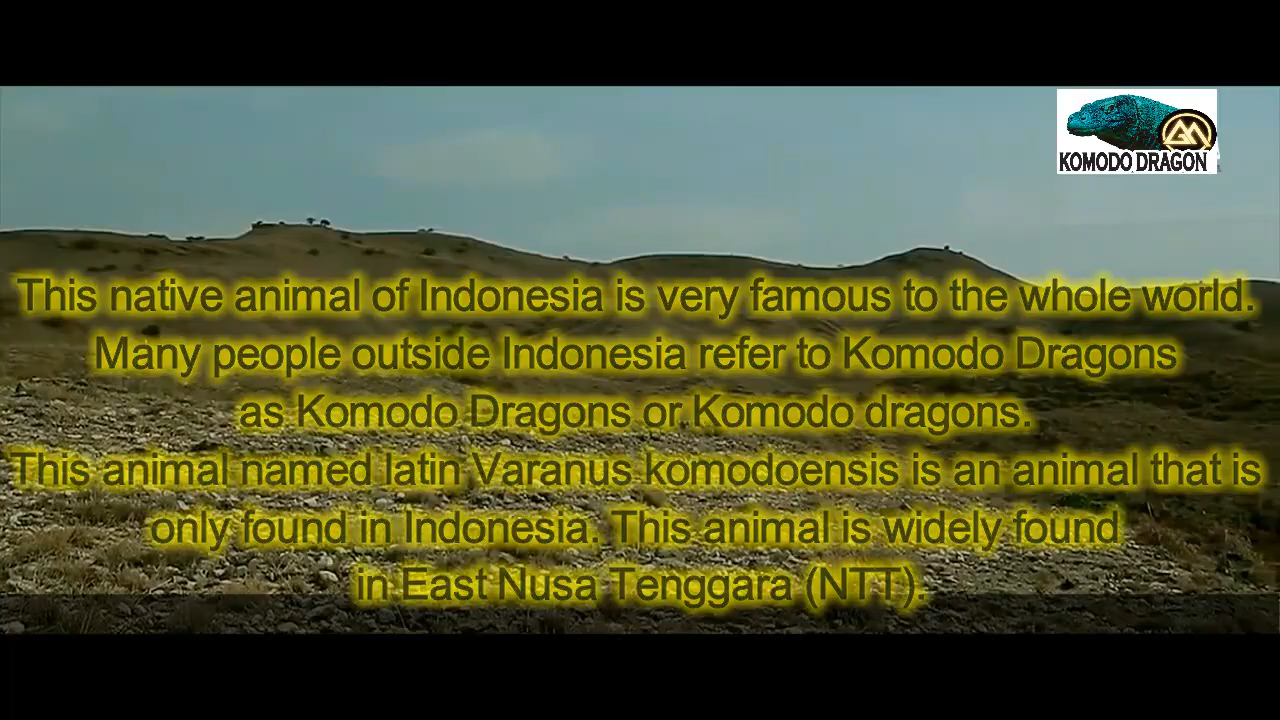 KOMODO DRAGON
This native animal of Indonesia is very famous to the whole world.
Many people outside Indonesia refer to Komodo Dragons
as Komodo Dragons or Komodo dragons.
This animal named latin Varanus komodoensis is an animal that is
only found in Indonesia. This animal is widely found
in East Nusa Tenggara (NTT).